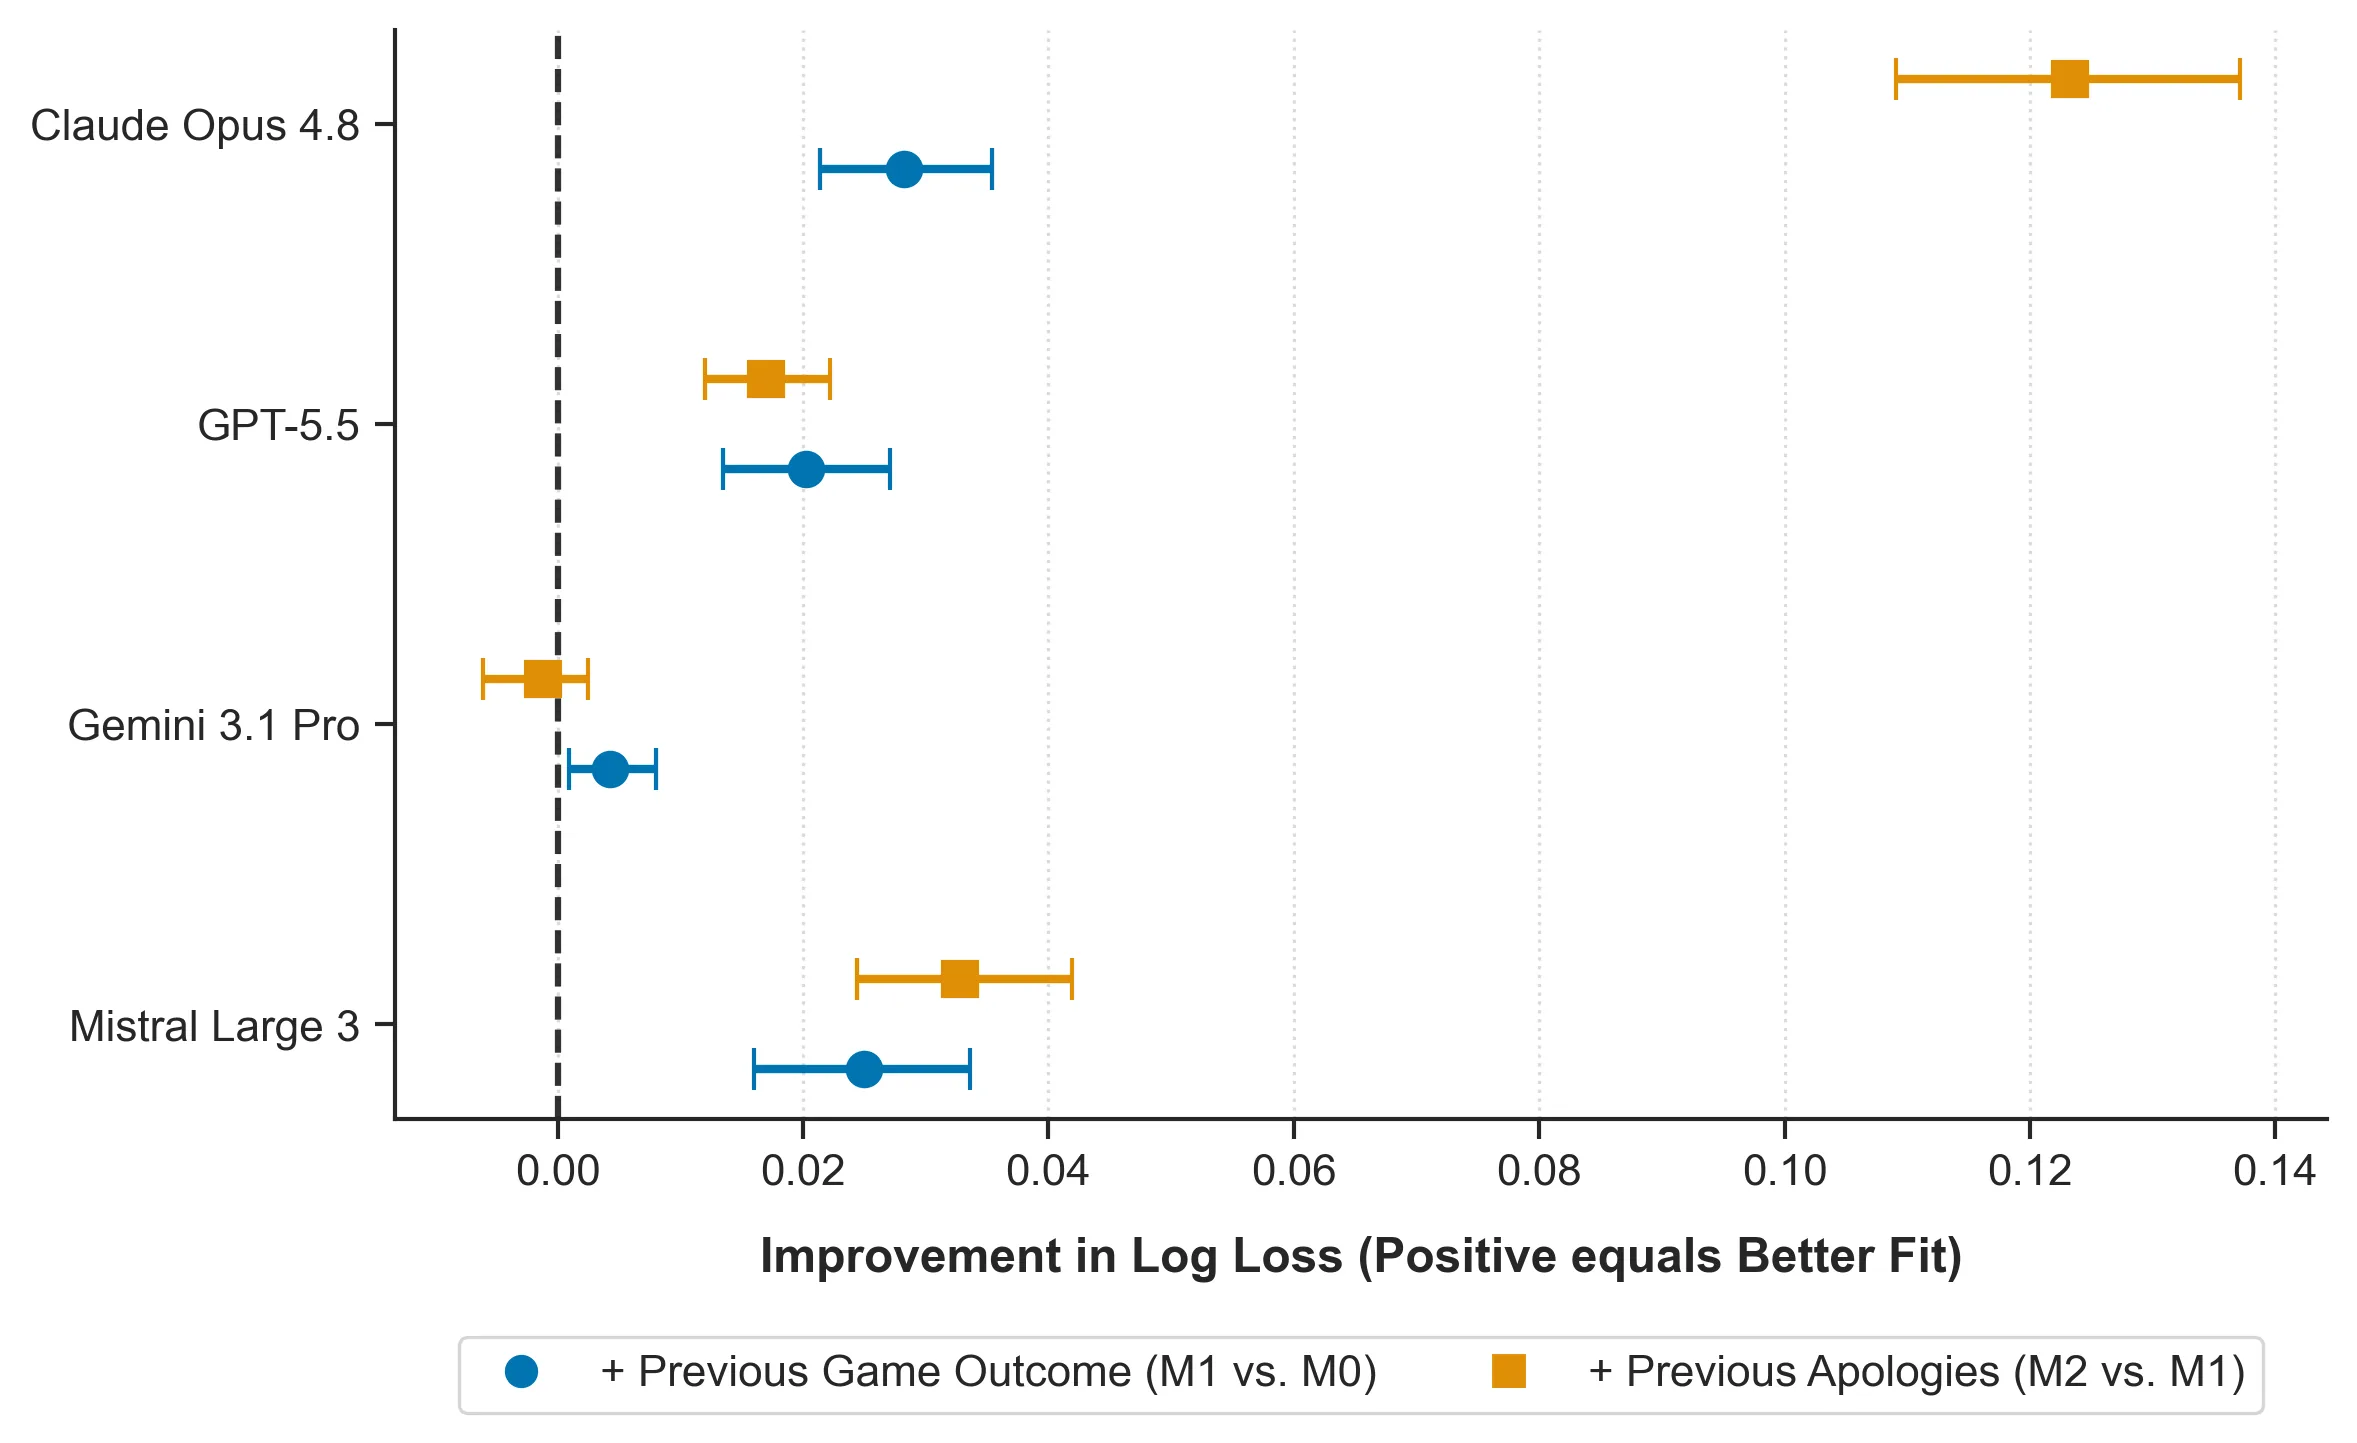 Claude Opus 4.8
GPT-5.5
Gemini 3.1 Pro
Mistral Large 3
0.00 0.02 0.04 0.06 0.08 0.10 0.12 0.14
Improvement in Log Loss (Positive equals Better Fit)
+ Previous Game Outcome (M1 vs. M0) + Previous Apologies (M2 vs. M1)